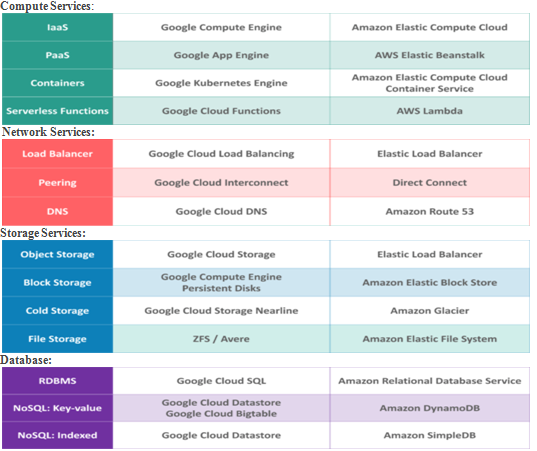 Compute Services:
IaaS Google Compute Engine Amazon Elastic Compute Cloud
PaaS Google App Engine AWS Elastic Beanstalk
Containers Google Kubernetes Engine Amazon Elastic Compute Cloud
Container Service
Serverless Functions Google Cloud Functions AWS Lambda
Network Services:
Load Balancer Google Cloud Load Balancing Elastic Load Balancer
Peering Google Cloud Interconnect Direct Connect
DNS Google Cloud DNS Amazon Route 53
Storage Services:
Object Storage Google Cloud Storage Elastic Load Balancer
Block Storage Google Compute Engine
Persistent Disks Amazon Elastic Block Store
Cold Storage Google Cloud Storage Nearline Amazon Glacier
File Storage ZFS / Avere Amazon Elastic File System
Database:
RDBMS Google Cloud SQL Amazon Relational Database Service
NoSQL: Key-value Google Cloud Datastore
Google Cloud Bigtable Amazon DynamoDB
NoSQL: Indexed Google Cloud Datastore Amazon SimpleDB